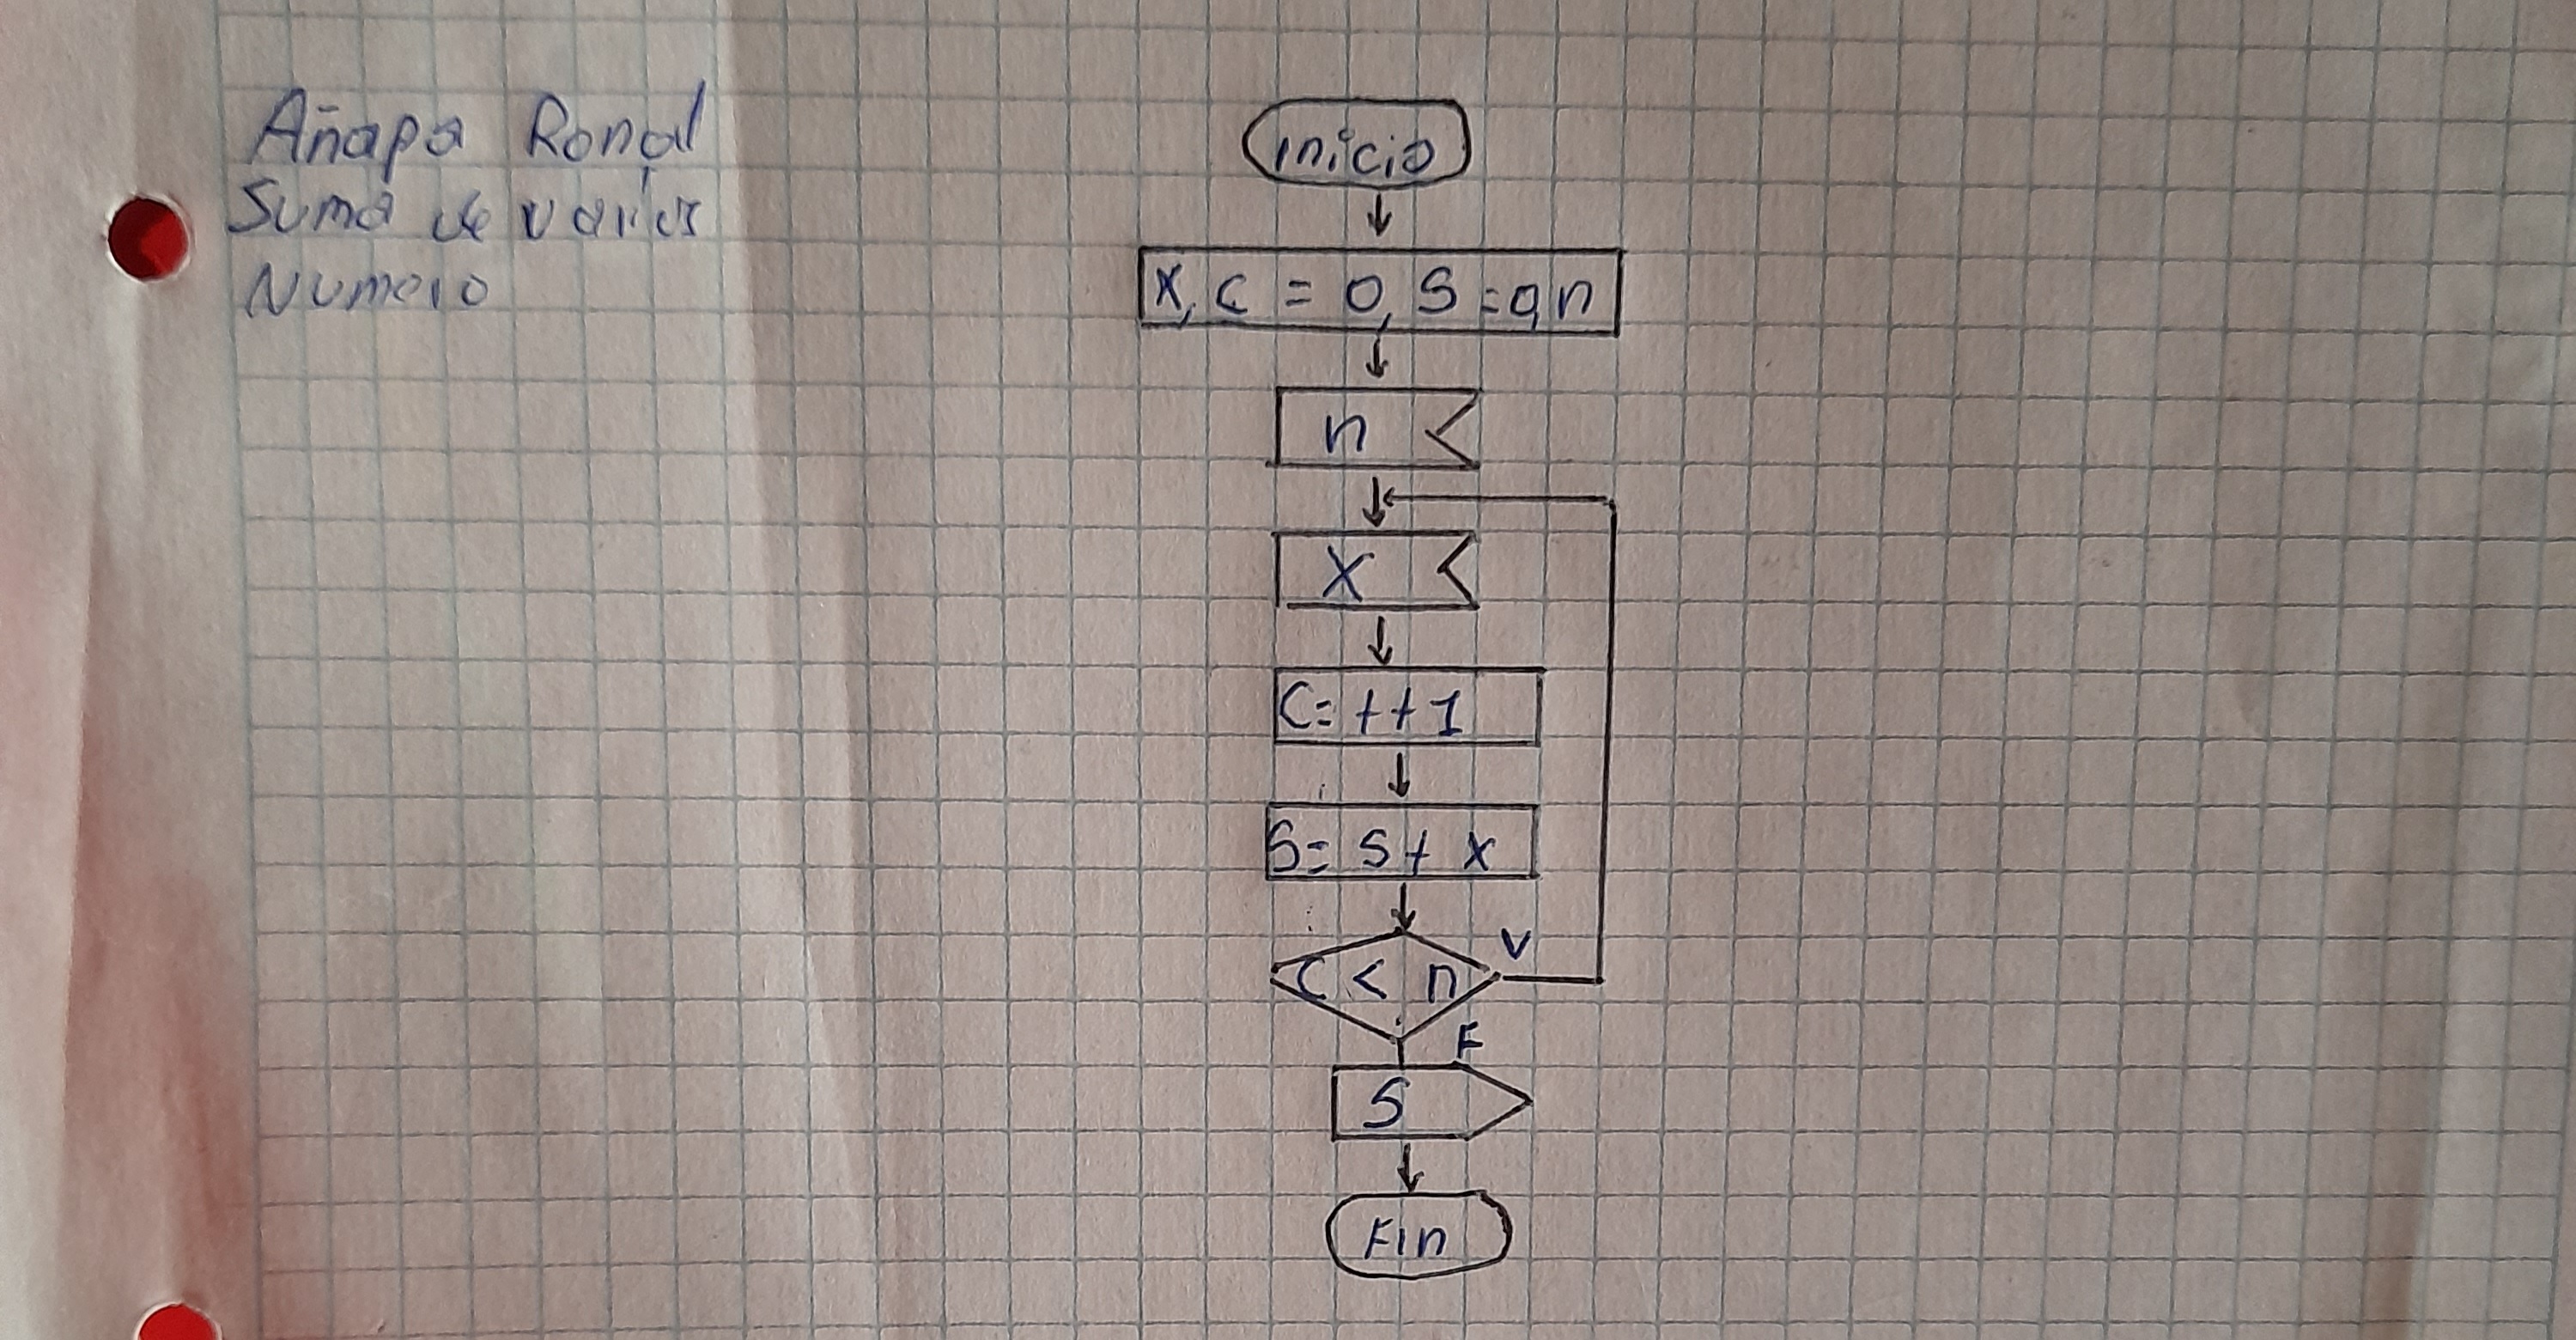 Añapa Ronal
Suma de varios
Numero
inicio
X, C = 0, S = 0, n
n
X
C = ++1
S = S + x
C < n
V
F
S
Fin